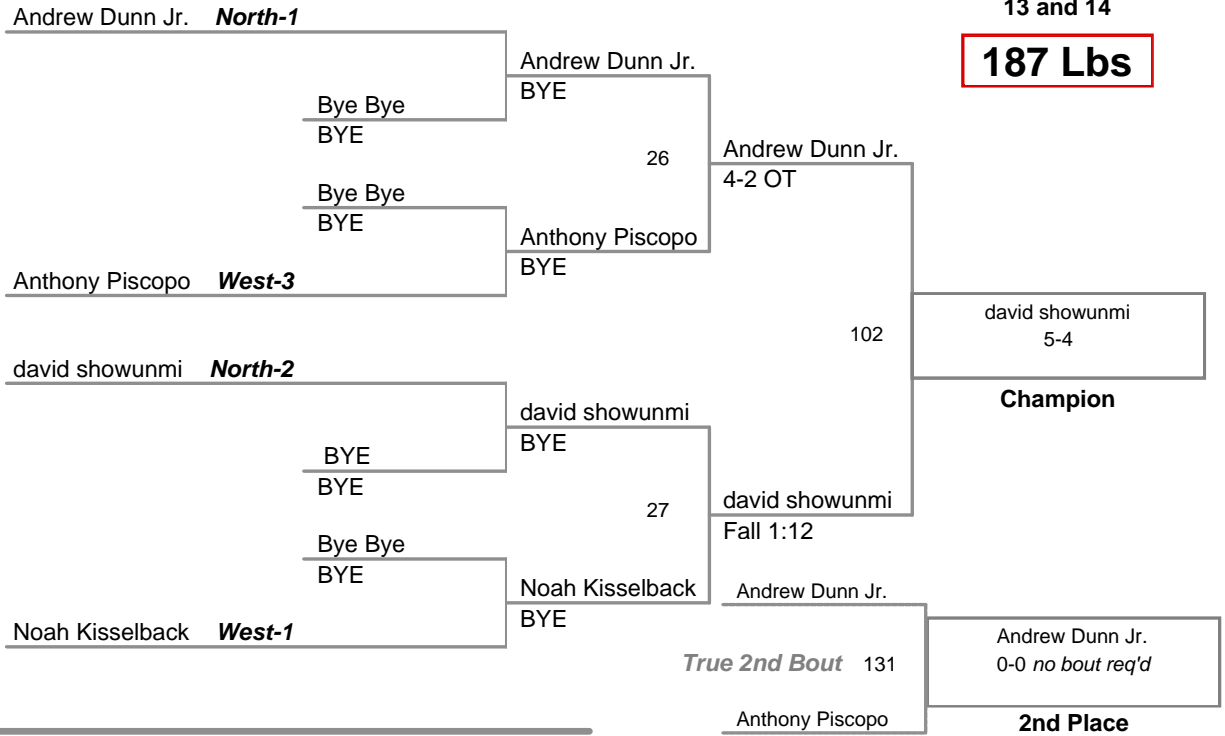 13 and 14
187 Lbs
Andrew Dunn Jr. North-1
Andrew Dunn Jr.
BYE
Bye Bye
BYE
26
Andrew Dunn Jr.
4-2 OT
Bye Bye
BYE
Anthony Piscopo
BYE
Anthony Piscopo West-3
102
david showunmi
5-4
Champion
david showunmi North-2
david showunmi
BYE
BYE
BYE
27
david showunmi
Fall 1:12
Bye Bye
BYE
Noah Kisselback
BYE
Noah Kisselback West-1
Andrew Dunn Jr.
True 2nd Bout 131
Andrew Dunn Jr.
0-0 no bout req'd
Anthony Piscopo
2nd Place